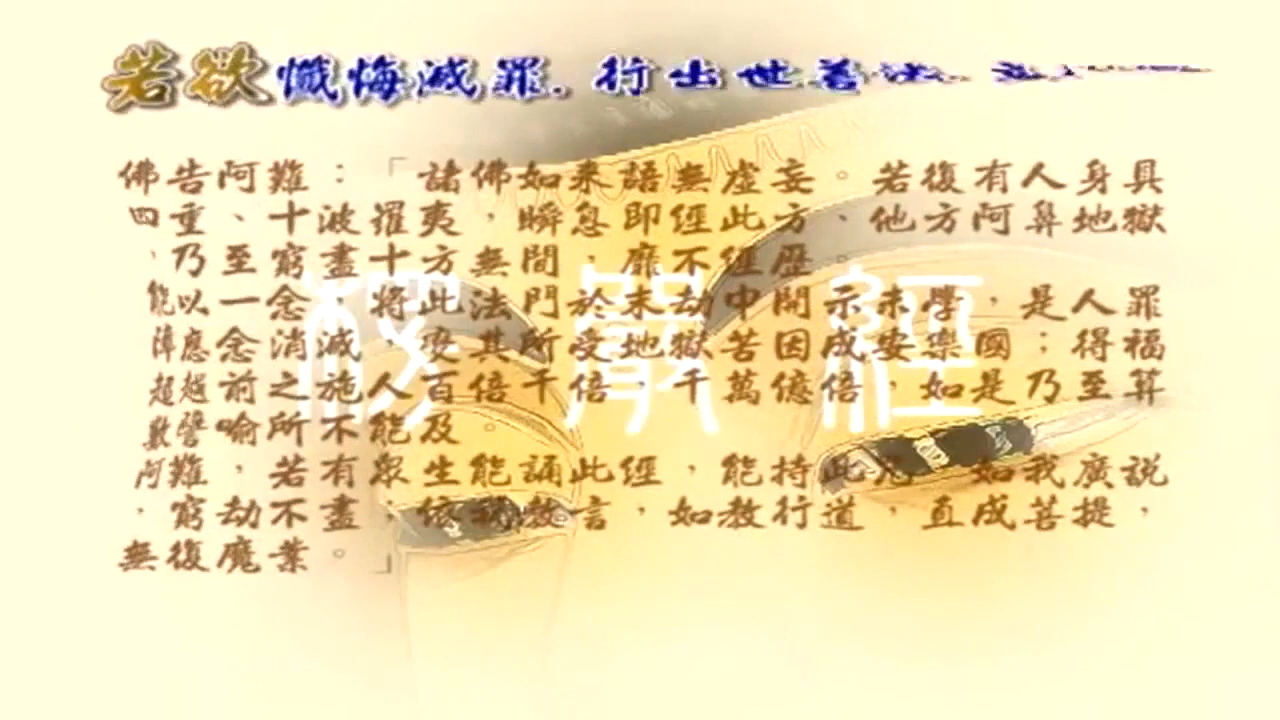 若欲懺悔滅罪．行出世善法．
佛告阿難：「諸佛如來語無虛妄。若復有人身具
四重、十波羅夷，瞬息即經此方、他方阿鼻地獄
，乃至窮盡十方無間，靡不經歷。
能以一念，將此法門於末劫中開示未學，是人罪
障應念消滅，變其所受地獄苦因成安樂國；得福
超越前之施人百倍千倍，千萬億倍，如是乃至算
數譬喻所不能及。
阿難，若有眾生能誦此經，能持此咒，如我廣說
，窮劫不盡，依我教言，如教行道，直成菩提，
無復魔業。」
楞嚴經